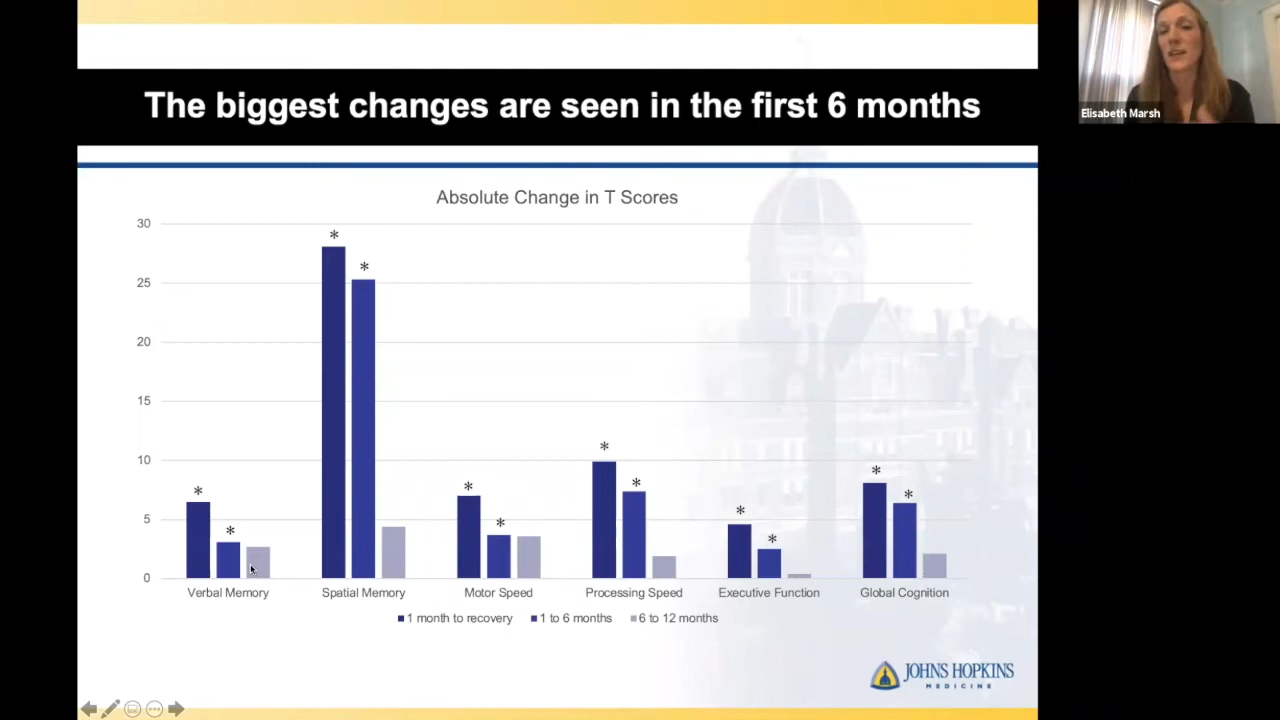 The biggest changes are seen in the first 6 months
Elisabeth Marsh
Absolute Change in T Scores
30
25
20
15
10
5
0
* * * * * * * * * * * *
Verbal Memory Spatial Memory Motor Speed Processing Speed Executive Function Global Cognition
1 month to recovery 1 to 6 months 6 to 12 months
JOHNS HOPKINS
MEDICINE